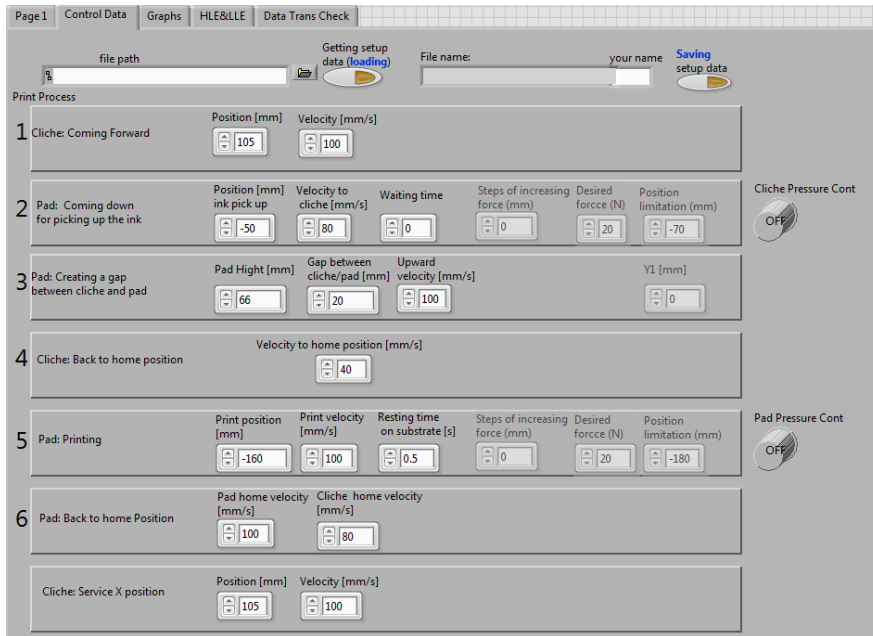 Page 1 Control Data Graphs HLE&LLE Data Trans Check
file path
Getting setup
data (loading)
File name:
your name
Saving
setup data
Print Process
1 Cliche: Coming Forward
Position [mm] Velocity [mm/s]
105 100
2 Pad: Coming down
for picking up the ink
Position [mm]
ink pick up
Velocity to
cliche [mm/s]
Waiting time
Steps of increasing
force (mm)
Desired
forcce (N)
Position
limitation (mm)
-50 80 0 0 20 -70
Cliche Pressure Cont
OFF
3 Pad: Creating a gap
between cliche and pad
Pad Hight [mm]
Gap between
cliche/pad [mm]
Upward
velocity [mm/s]
Y1 [mm]
66 20 100 0
4 Cliche: Back to home position
Velocity to home position [mm/s]
40
5 Pad: Printing
Print position
[mm]
Print velocity
[mm/s]
Resting time
on substrate [s]
Steps of increasing
force (mm)
Desired
forcce (N)
Position
limitation (mm)
-160 100 0.5 0 20 -180
Pad Pressure Cont
OFF
6 Pad: Back to home Position
Pad home velocity
[mm/s]
Cliche home velocity
[mm/s]
100 80
Cliche: Service X position
Position [mm] Velocity [mm/s]
105 100